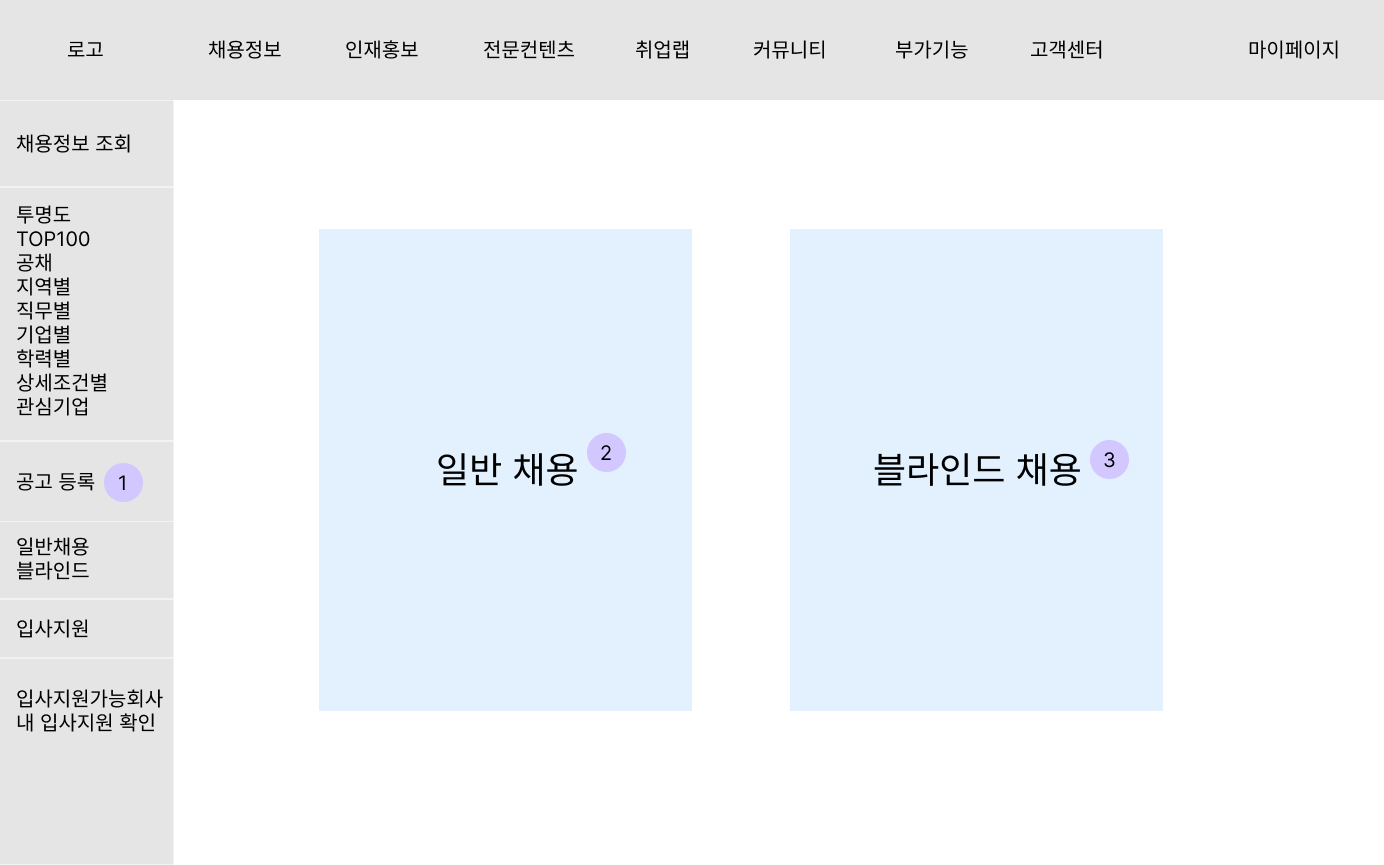 로고
채용정보
인재홍보
전문컨텐츠
취업랩
커뮤니티
부가기능
고객센터
마이페이지
채용정보 조회
투명도
TOP100
공채
지역별
직무별
기업별
학력별
상세조건별
관심기업
공고 등록 1
일반채용
블라인드
입사지원
입사지원가능회사
내 입사지원 확인
일반 채용 2
블라인드 채용 3